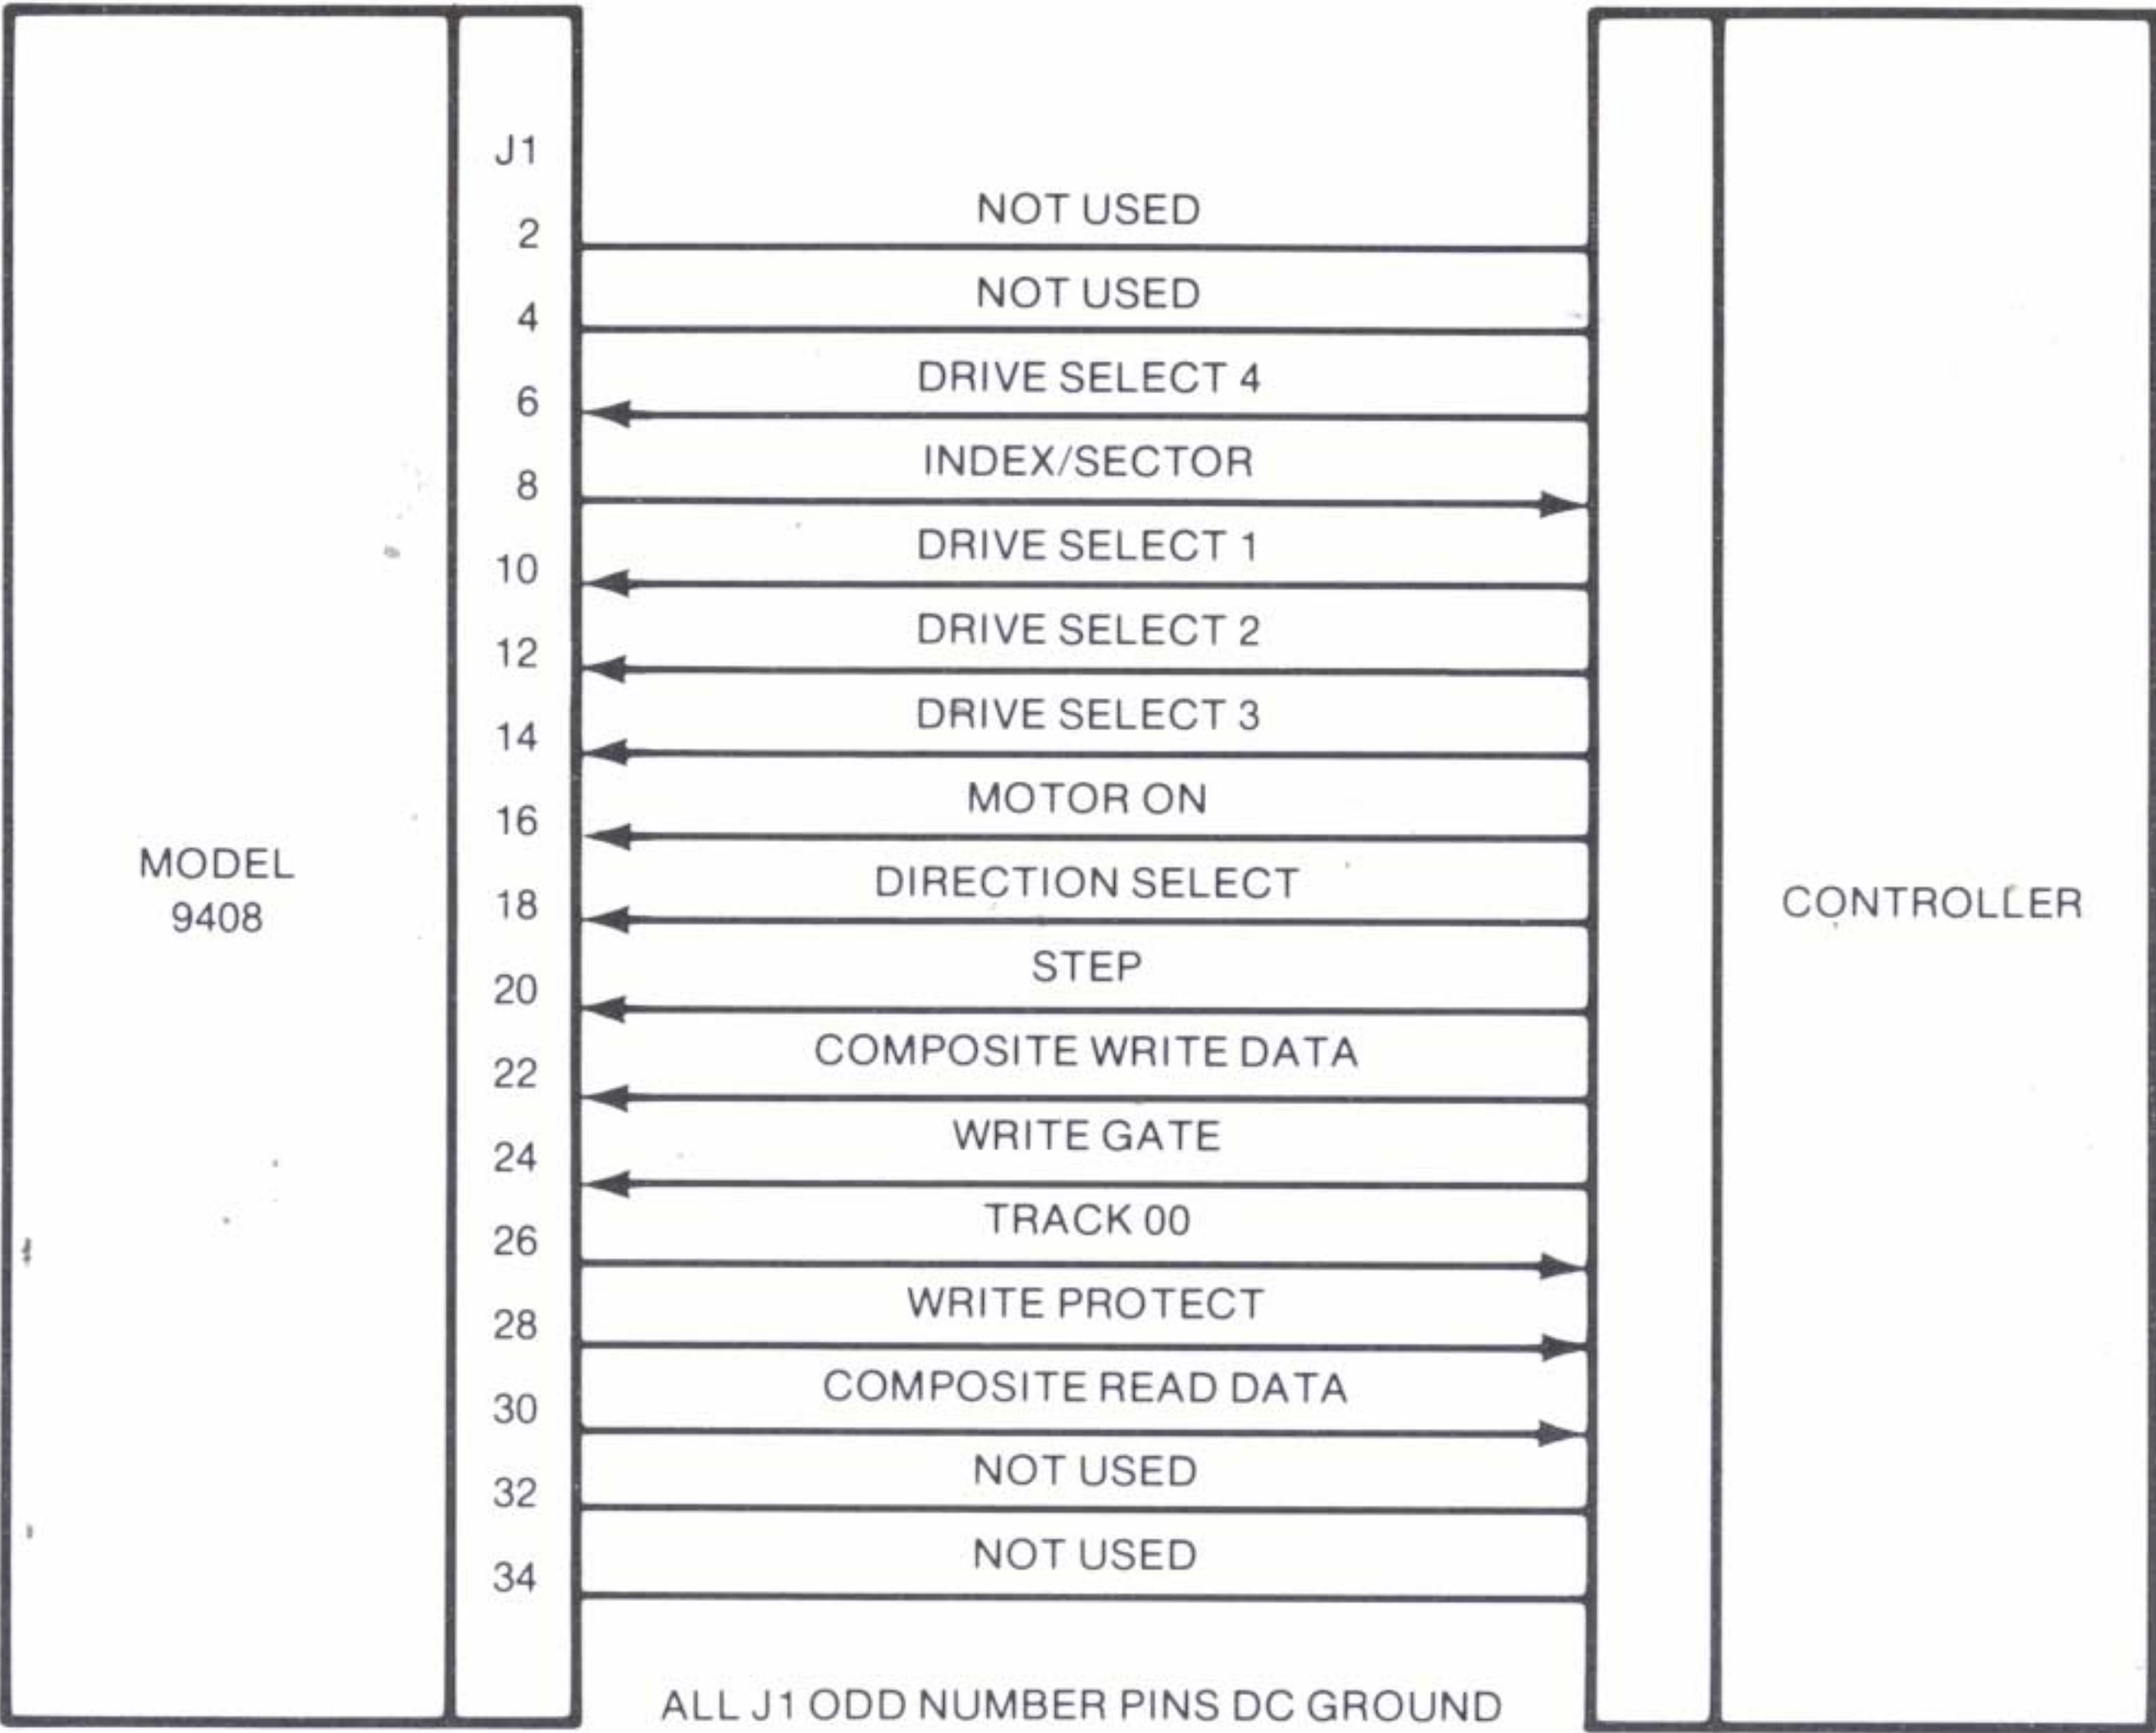 J1
NOT USED
2
NOT USED
4
DRIVE SELECT 4
6
INDEX/SECTOR
8
DRIVE SELECT 1
10
DRIVE SELECT 2
12
DRIVE SELECT 3
14
MOTOR ON
16
MODEL
9408
DIRECTION SELECT
18
CONTROLLER
STEP
20
COMPOSITE WRITE DATA
22
WRITE GATE
24
TRACK 00
26
WRITE PROTECT
28
COMPOSITE READ DATA
30
NOT USED
32
NOT USED
34
ALL J1 ODD NUMBER PINS DC GROUND